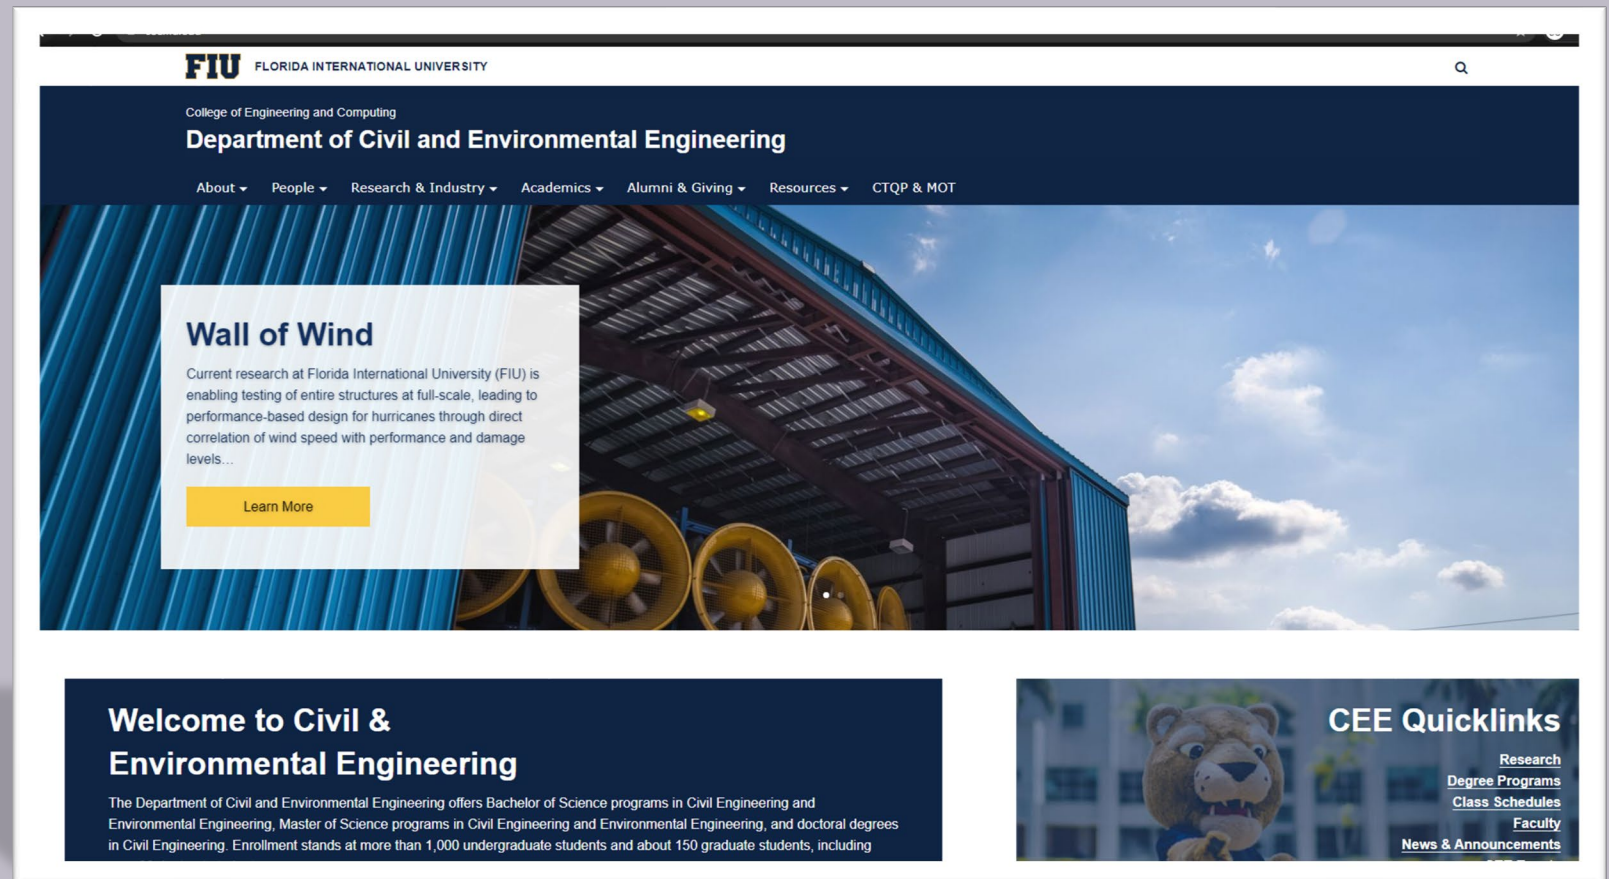 FIU FLORIDA INTERNATIONAL UNIVERSITY
College of Engineering and Computing
Department of Civil and Environmental Engineering
About People Research & Industry Academics Alumni & Giving Resources CTQP & MOT
Wall of Wind
Current research at Florida International University (FIU) is
enabling testing of entire structures at full-scale, leading to
performance-based design for hurricanes through direct
correlation of wind speed with performance and damage
levels...
Learn More
Welcome to Civil &
Environmental Engineering
The Department of Civil and Environmental Engineering offers Bachelor of Science programs in Civil Engineering and
Environmental Engineering, Master of Science programs in Civil Engineering and Environmental Engineering, and doctoral degrees
in Civil Engineering. Enrollment stands at more than 1,000 undergraduate students and about 150 graduate students, including
CEE Quicklinks
Research
Degree Programs
Class Schedules
Faculty
News & Announcements